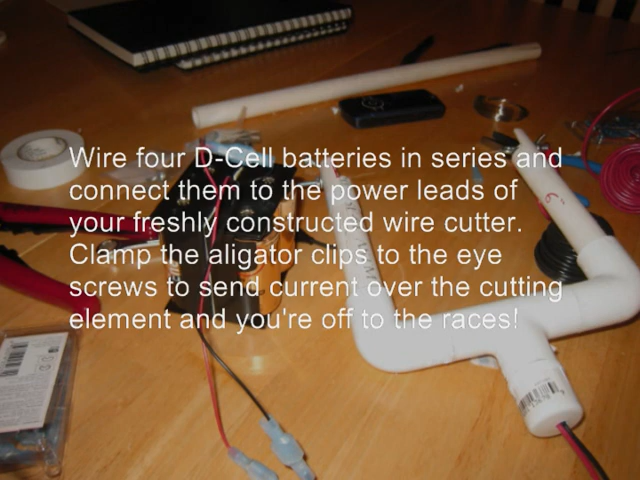 Wire four D-Cell batteries in series and
connect them to the power leads of
your freshly constructed wire cutter.
Clamp the aligator clips to the eye
screws to send current over the cutting
element and you're off to the races!